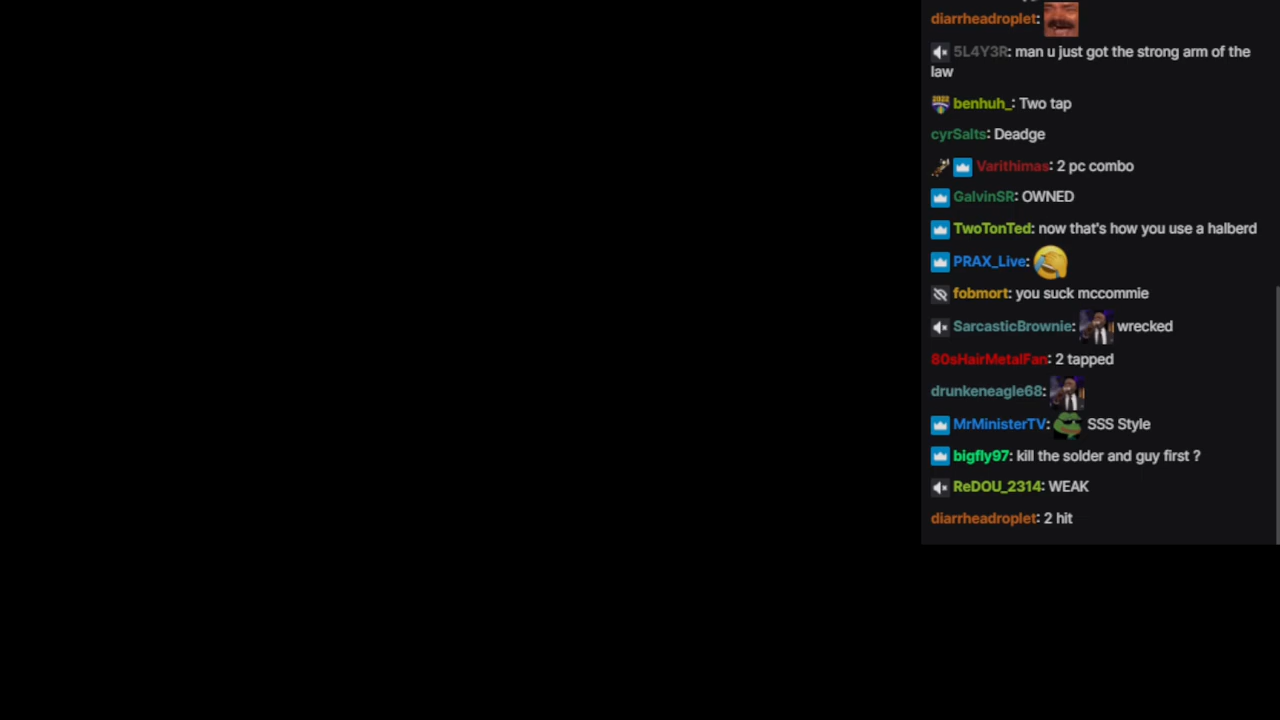 diarrheadroplet:
5L4Y3R: man u just got the strong arm of the
law
benhuh_: Two tap
cyrSalts: Deadge
Varithimas: 2 pc combo
GalvinSR: OWNED
TwoTonTed: now that's how you use a halberd
PRAX_Live:
fobmort: you suck mccommie
SarcasticBrownie: wrecked
80sHairMetalFan: 2 tapped
drunkeneagle68:
MrMinisterTV: SSS Style
bigfly97: kill the solder and guy first ?
ReDOU_2314: WEAK
diarrheadroplet: 2 hit